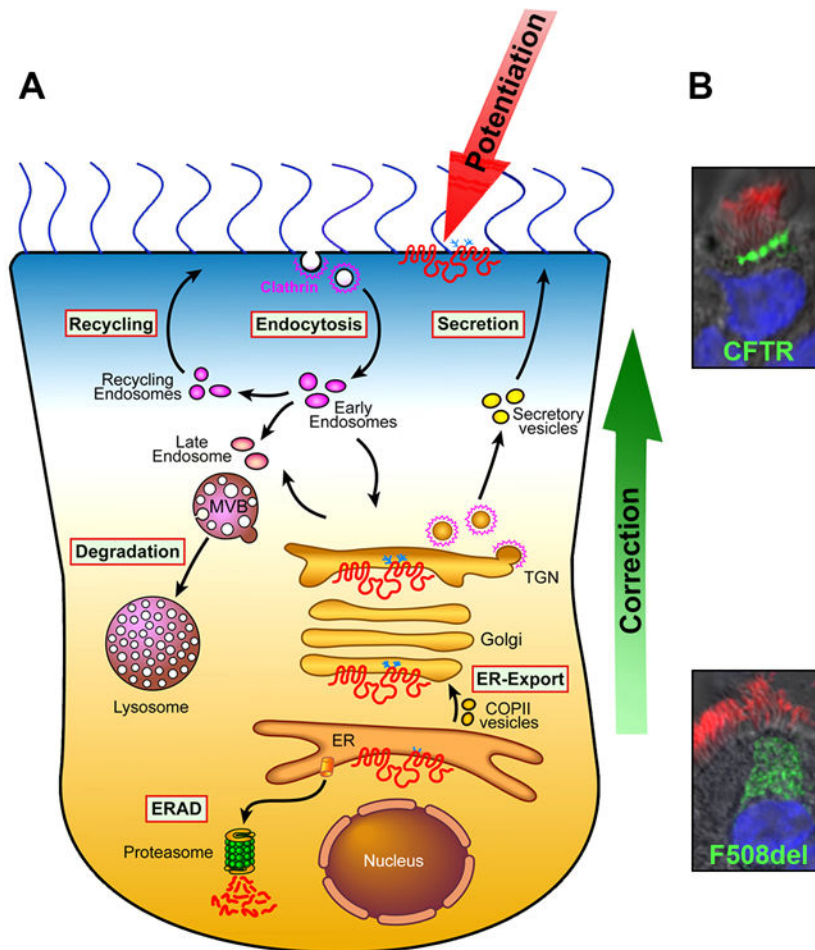 A
Potentiation
B
Clathrin
Recycling
Endocytosis
Secretion
CFTR
Recycling
Endosomes
Early
Endosomes
Secretory
vesicles
Late
Endosome
MVB
Degradation
TGN
Correction
Golgi
Lysosome
ER-Export
COPII
vesicles
ER
ERAD
Proteasome
Nucleus
F508del